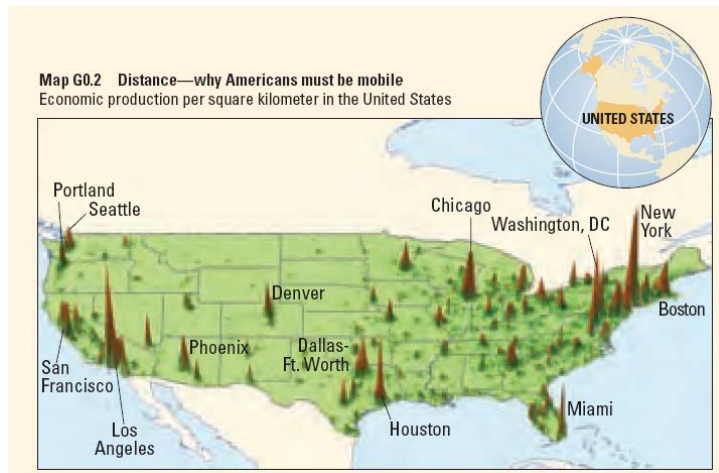 Map G0.2 Distance—why Americans must be mobile
Economic production per square kilometer in the United States
UNITED STATES
Portland
Seattle
Chicago
Washington, DC
New
York
Denver
Boston
Phoenix
Dallas-
Ft. Worth
San
Francisco
Miami
Los
Angeles
Houston